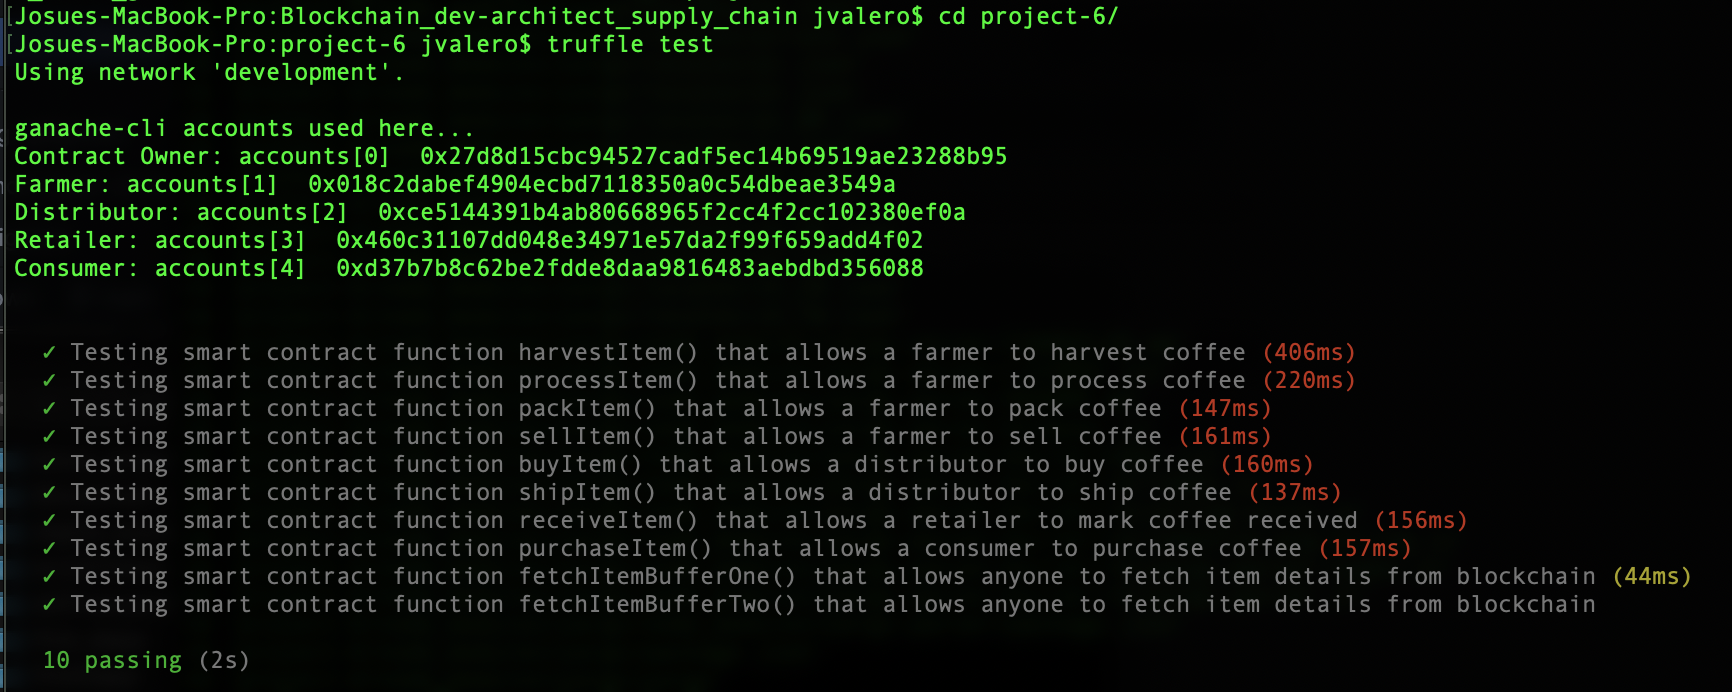 [Josues-MacBook-Pro:Blockchain_dev-architect_supply_chain jvalero$ cd project-6/
[Josues-MacBook-Pro:project-6 jvalero$ truffle test
Using network 'development'.
ganache-cli accounts used here...
Contract Owner: accounts[0]  0x27d8d15cbc94527cadf5ec14b69519ae23288b95
Farmer: accounts[1]  0x018c2dabef4904ecbd7118350a0c54dbeae3549a
Distributor: accounts[2]  0xce5144391b4ab80668965f2cc4f2cc102380ef0a
Retailer: accounts[3]  0x460c31107dd048e34971e57da2f99f659add4f02
Consumer: accounts[4]  0xd37b7b8c62be2fdde8daa9816483aebdbd356088
✓ Testing smart contract function harvestItem() that allows a farmer to harvest coffee (406ms)
✓ Testing smart contract function processItem() that allows a farmer to process coffee (220ms)
✓ Testing smart contract function packItem() that allows a farmer to pack coffee (147ms)
✓ Testing smart contract function sellItem() that allows a farmer to sell coffee (161ms)
✓ Testing smart contract function buyItem() that allows a distributor to buy coffee (160ms)
✓ Testing smart contract function shipItem() that allows a distributor to ship coffee (137ms)
✓ Testing smart contract function receiveItem() that allows a retailer to mark coffee received (156ms)
✓ Testing smart contract function purchaseItem() that allows a consumer to purchase coffee (157ms)
✓ Testing smart contract function fetchItemBufferOne() that allows anyone to fetch item details from blockchain (44ms)
✓ Testing smart contract function fetchItemBufferTwo() that allows anyone to fetch item details from blockchain
10 passing (2s)